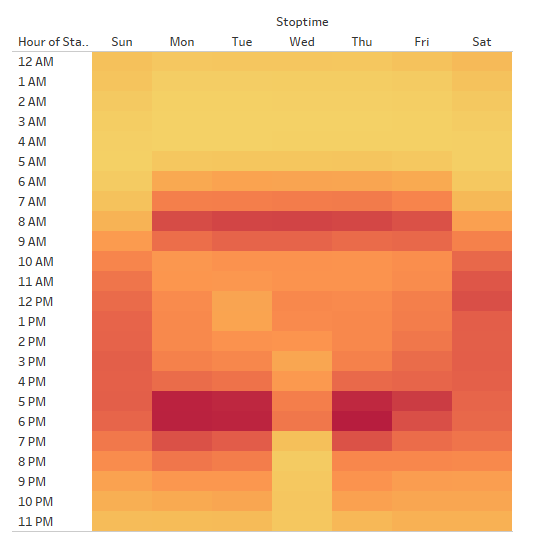 Stoptime
Hour of Sta.. Sun Mon Tue Wed Thu Fri Sat
12 AM
1 AM
2 AM
3 AM
4 AM
5 AM
6 AM
7 AM
8 AM
9 AM
10 AM
11 AM
12 PM
1 PM
2 PM
3 PM
4 PM
5 PM
6 PM
7 PM
8 PM
9 PM
10 PM
11 PM